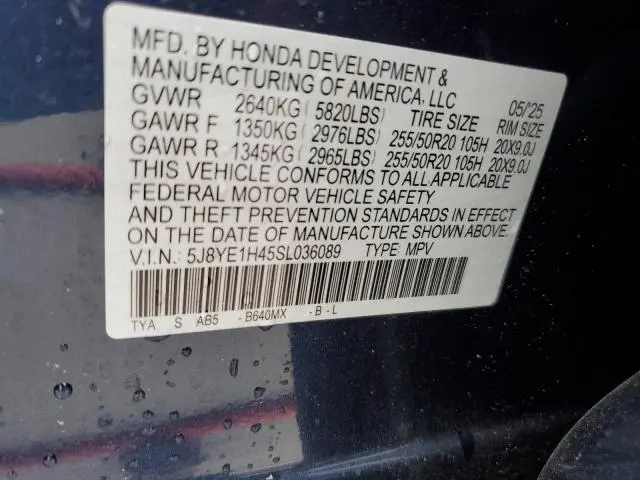 MFD. BY HONDA DEVELOPMENT &
MANUFACTURING OF AMERICA, LLC 05/'25
GVWR 2640KG ( 5820LBS) TIRE SIZE RIM SIZE
GAWR F 1350KG ( 2976LBS) 255/50R20 105H 20X9.0J
GAWR R 1345KG ( 2965LBS) 255/50R20 105H 20X9.0J
THIS VEHICLE CONFORMS TO ALL APPLICABLE
FEDERAL MOTOR VEHICLE SAFETY
AND THEFT PREVENTION STANDARDS IN EFFECT
ON THE DATE OF MANUFACTURE SHOWN ABOVE.
V.I.N.: 5J8YE1H45SL036089 TYPE: MPV
TYA S AB5 - B640MX - B - L